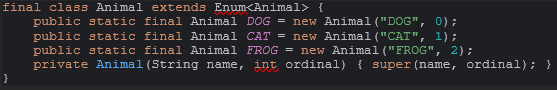 final class Animal extends Enum<Animal> {
    public static final Animal DOG = new Animal("DOG", 0);
    public static final Animal CAT = new Animal("CAT", 1);
    public static final Animal FROG = new Animal("FROG", 2);
    private Animal(String name, int ordinal) { super(name, ordinal); }
}